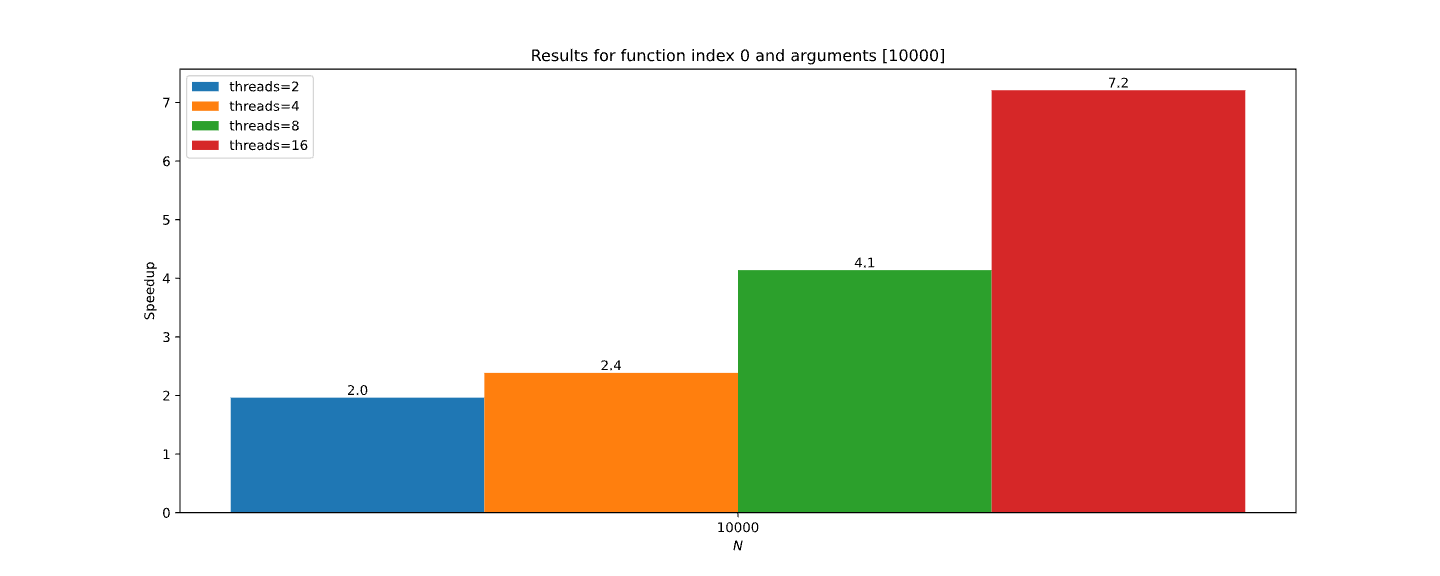 Results for function index 0 and arguments [10000]
threads=2
threads=4
threads=8
threads=16
Speedup
7
6
5
4
3
2
1
0
2.0
2.4
4.1
7.2
10000
N